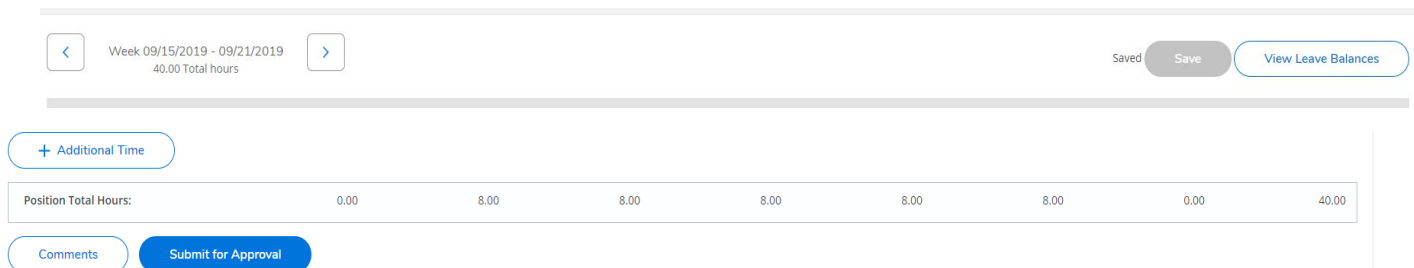 Week 09/15/2019 - 09/21/2019
40.00 Total hours
Saved Save View Leave Balances
+ Additional Time
Position Total Hours: 0.00 8.00 8.00 8.00 8.00 8.00 0.00 40.00
Comments Submit for Approval